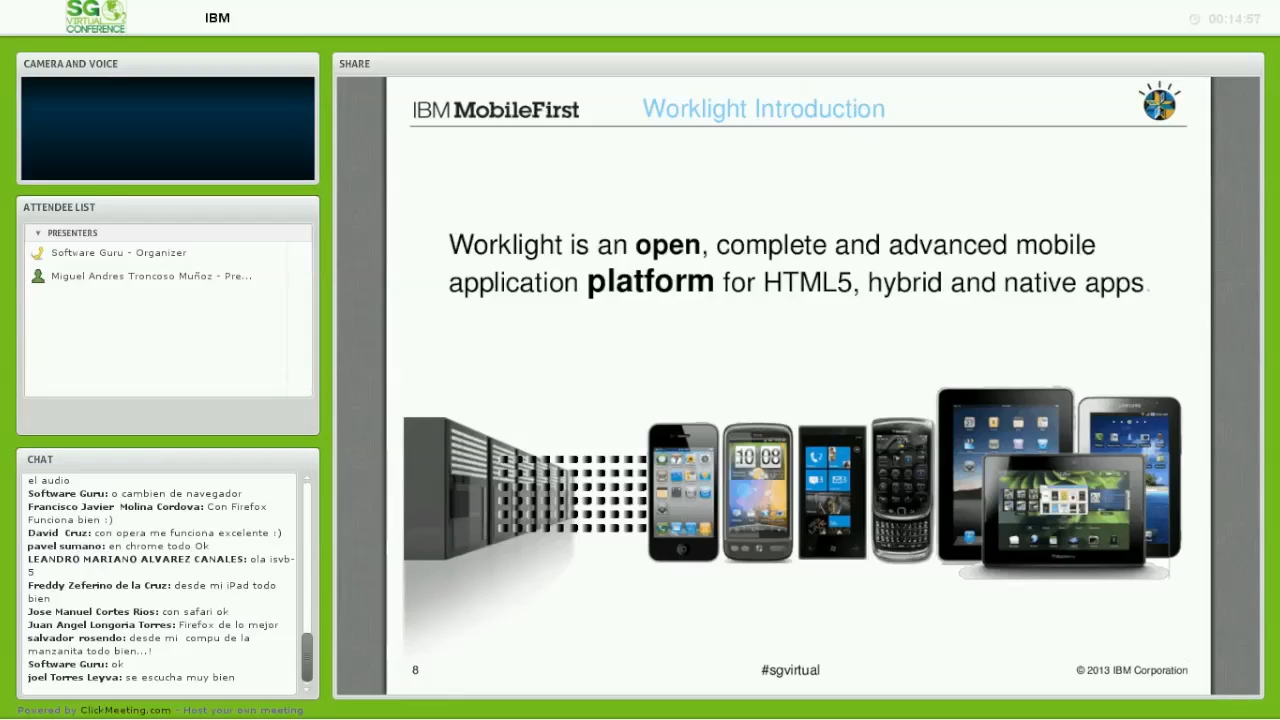 SG
VIRTUAL
CONFERENCE
IBM
00:14:57
CAMERA AND VOICE
ATTENDEE LIST
PRESENTERS
Software Guru - Organizer
Miguel Andres Troncoso Muñoz - Pre...
CHAT
el audio
Software Guru: o cambien de navegador
Francisco Javier Molina Cordova: Con Firefox
Funciona bien :)
David Cruz: con opera me funciona excelente :)
pavel sumano: en chrome todo Ok
LEANDRO MARIANO ALVAREZ CANALES: ola isvb-
5
Freddy Zeferino de la Cruz: desde mi iPad todo
bien
Jose Manuel Cortes Rios: con safari ok
Juan Angel Longoria Torres: Firefox de lo mejor
salvador rosendo: desde mi compu de la
manzanita todo bien...!
Software Guru: ok
joel Torres Leyva: se escucha muy bien
Powered by ClickMeeting.com - Host your own meeting
SHARE
IBM MobileFirst
Worklight Introduction
Worklight is an open, complete and advanced mobile
application platform for HTML5, hybrid and native apps.
10 08
8
#sgvirtual
© 2013 IBM Corporation